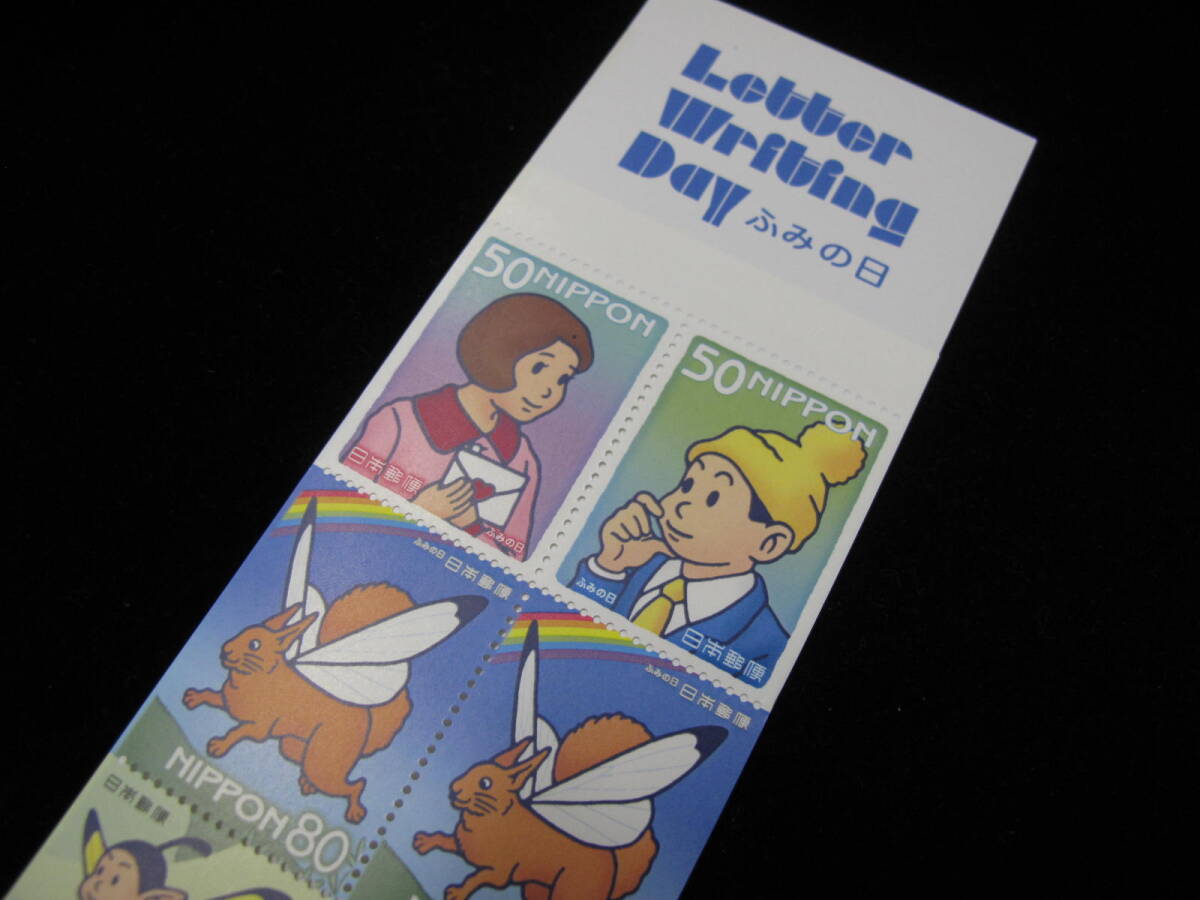 Letter
Writing
Day ふみの日
50 NIPPON
日本郵便
ふみの日
50 NIPPON
ふみの日
日本郵便
ふみの日 日本郵便
NIPPON 80
ふみの日 日本郵便
日本郵便